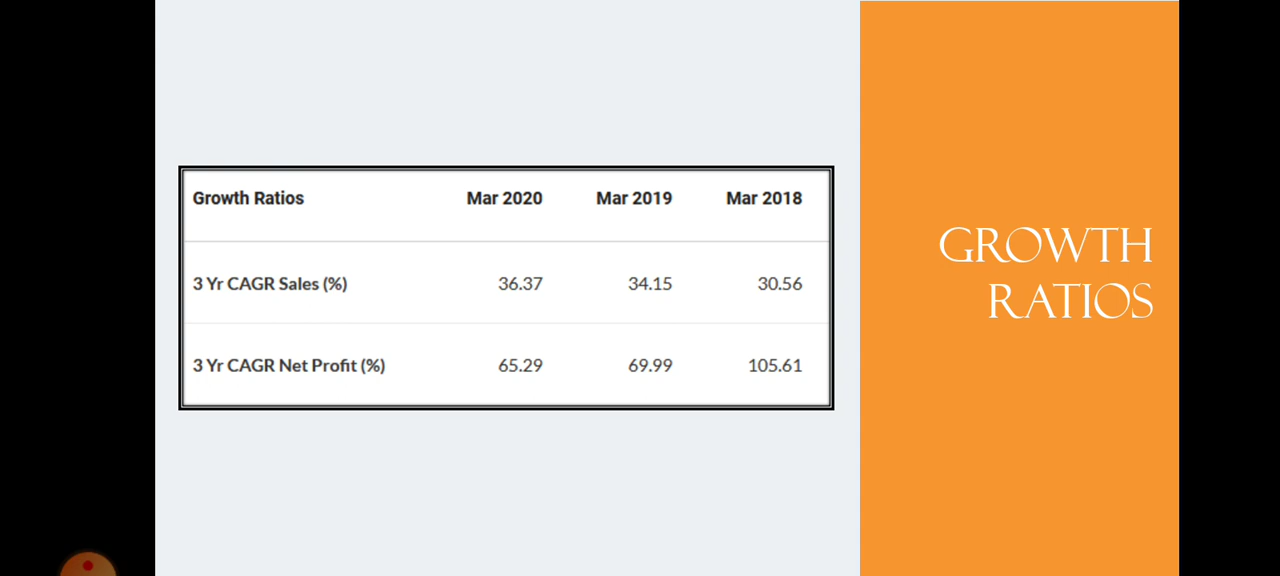 Growth Ratios Mar 2020 Mar 2019 Mar 2018
3 Yr CAGR Sales (%) 36.37 34.15 30.56
3 Yr CAGR Net Profit (%) 65.29 69.99 105.61
GROWTH
RATIOS